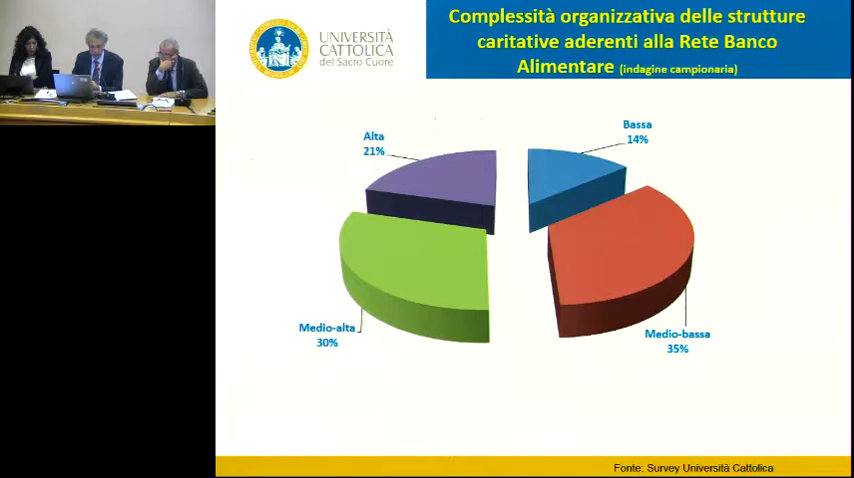 UNIVERSITÀ
CATTOLICA
del Sacro Cuore
Complessità organizzativa delle strutture
caritative aderenti alla Rete Banco
Alimentare (indagine campionaria)
Alta
21%
Bassa
14%
Medio-alta
30%
Medio-bassa
35%
Fonte: Survey Università Cattolica